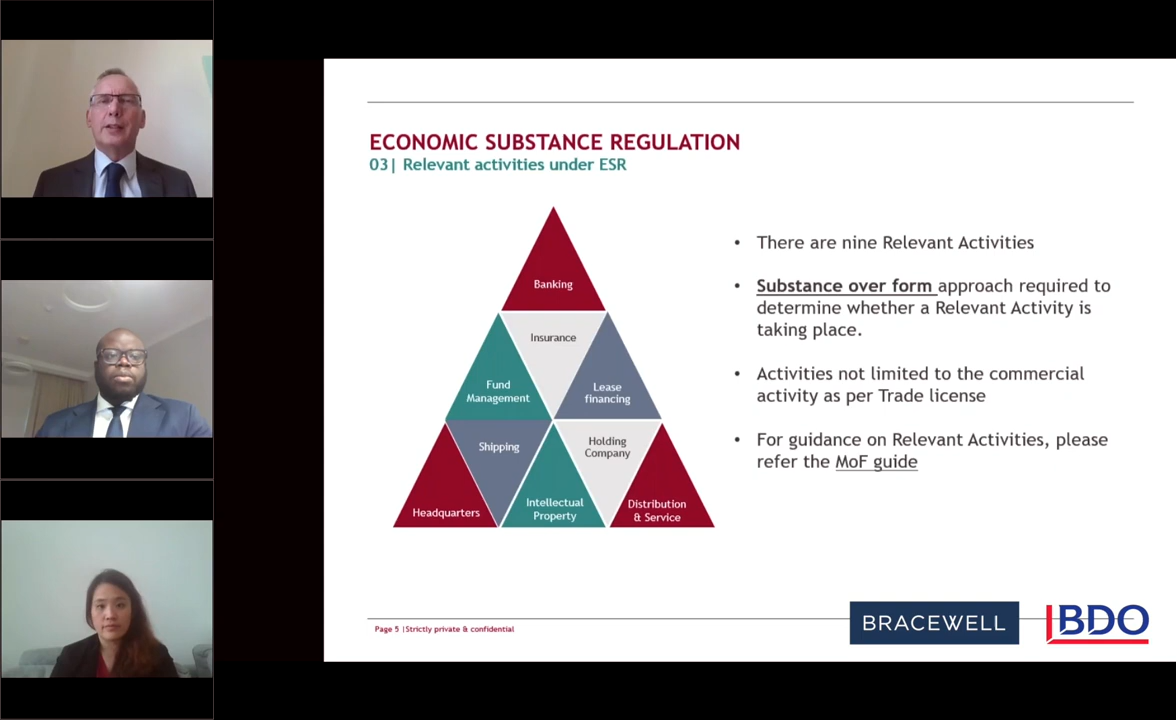 ECONOMIC SUBSTANCE REGULATION
03| Relevant activities under ESR
Banking
Insurance
Fund
Management
Lease
financing
Shipping
Holding
Company
Headquarters
Intellectual
Property
Distribution
& Service
• There are nine Relevant Activities
• Substance over form approach required to
determine whether a Relevant Activity is
taking place.
• Activities not limited to the commercial
activity as per Trade license
• For guidance on Relevant Activities, please
refer the MoF guide
Page 5 |Strictly private & confidential
BRACEWELL
BDO